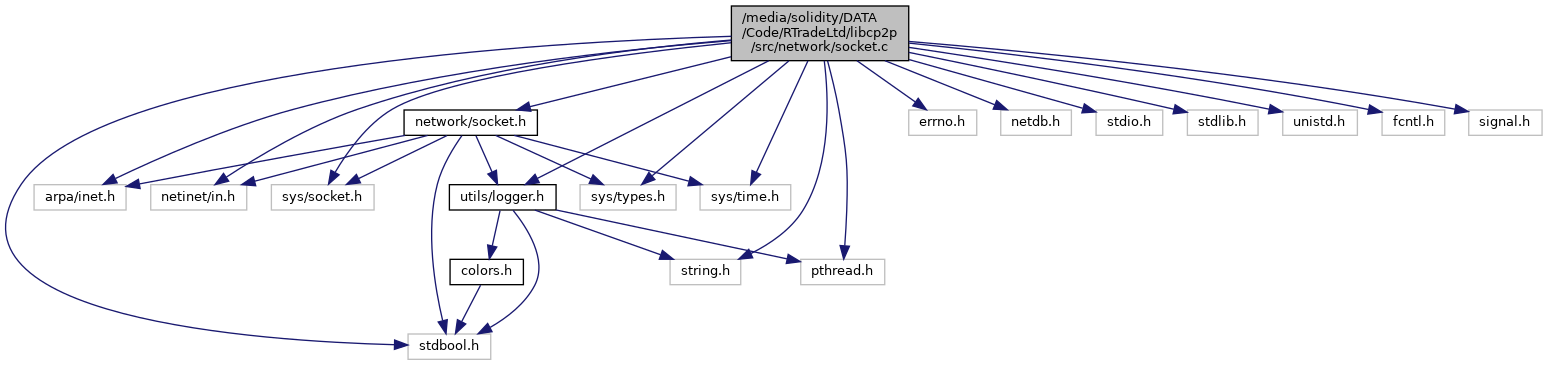 /media/solidity/DATA
/Code/RTradeLtd/libcp2p
/src/network/socket.c
network/socket.h
errno.h
netdb.h
stdio.h
stdlib.h
unistd.h
fcntl.h
signal.h
arpa/inet.h
netinet/in.h
sys/socket.h
utils/logger.h
sys/types.h
sys/time.h
colors.h
string.h
pthread.h
stdbool.h